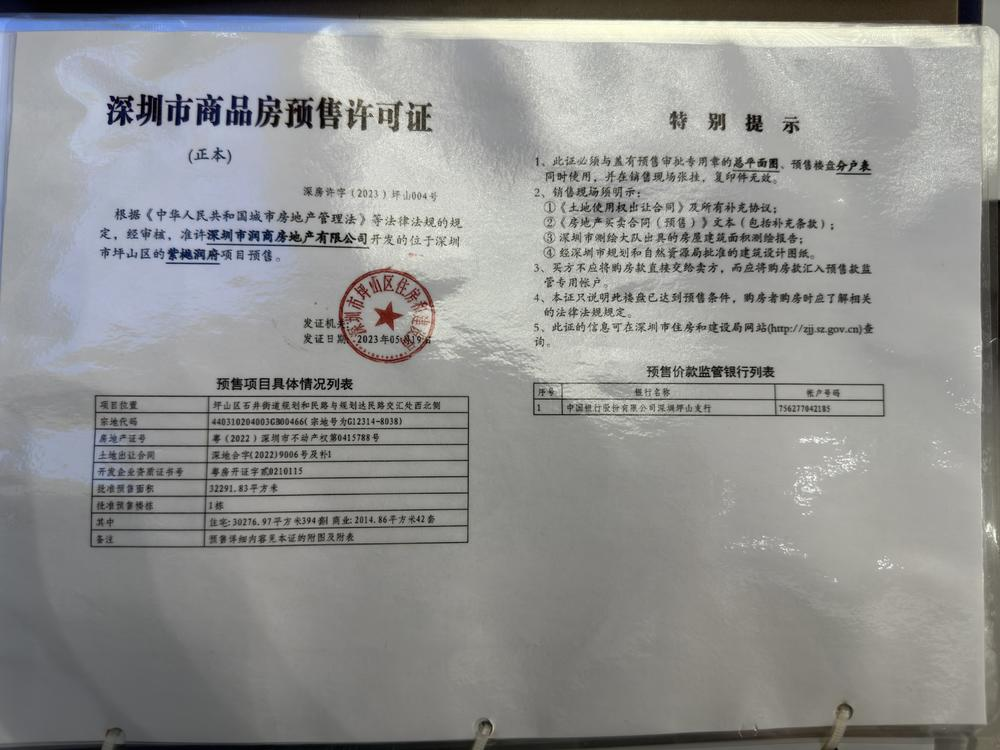 深圳市商品房预售许可证
(正本)
深房许字（2023）坪山004号
根据《中华人民共和国城市房地产管理法》等法律法规的规
定，经审核，准许深圳市润商房地产有限公司开发的位于深圳
市坪山区的紫樾润府项目预售。
发证机关:
发证日期: 2023年05月19日
预售项目具体情况列表
项目位置 坪山区石井街道规划和民路与规划达民路交汇处西北侧
宗地代码 440310204003GB00466(宗地号为G12314-8038)
房地产证号 粤（2022）深圳市不动产权第0415788号
土地出让合同 深地合字(2022)9006号及补1
开发企业资质证书号 粤房开证字贰0210115
批准预售面积 32291.83平方米
批准预售楼栋 1栋
其中 住宅:30276.97平方米394套| 商业:2014.86平方米42套
备注 预售详细内容见本证的附图及附表
特别提示
1、此证必须与盖有预售审批专用章的总平面图、预售楼盘分户表
同时使用，并在销售现场张挂，复印件无效。
2、销售现场须明示：
①《土地使用权出让合同》及所有补充协议；
②《房地产买卖合同（预售）》文本（包括补充条款）；
③ 深圳市测绘大队出具的房屋建筑面积测绘报告；
④ 经深圳市规划和自然资源局批准的建筑设计图纸。
3、买方不应将购房款直接交给卖方，而应将购房款汇入预售款监
管专用帐户。
4、本证只说明此楼盘已达到预售条件，购房者购房时应了解相关
的法律法规规定。
5、此证的信息可在深圳市住房和建设局网站(http://zjj.sz.gov.cn)查
询。
预售价款监管银行列表
序号 银行名称 帐户号码
1 中国银行股份有限公司深圳坪山支行 756277042185